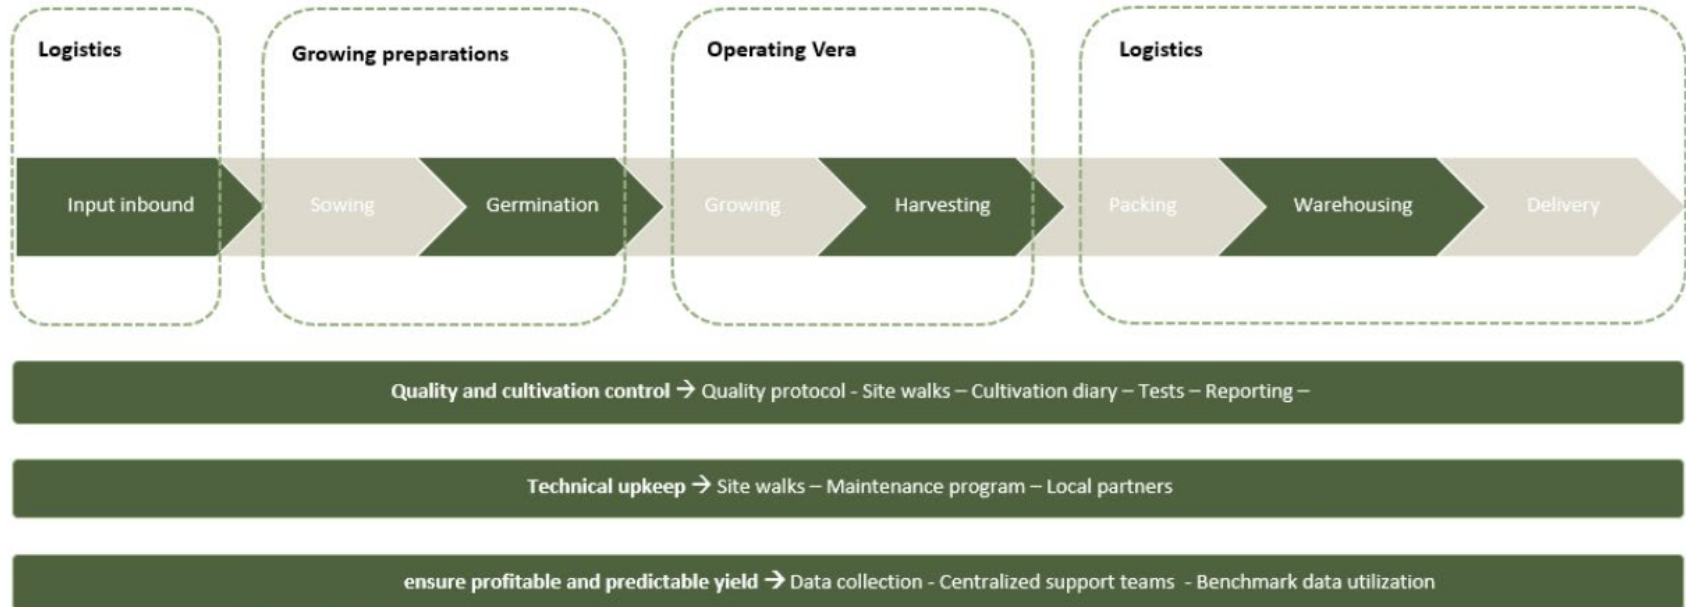 Logistics
Growing preparations
Operating Vera
Logistics
Input inbound
Sowing
Germination
Growing
Harvesting
Packing
Warehousing
Delivery
Quality and cultivation control → Quality protocol - Site walks – Cultivation diary – Tests – Reporting –
Technical upkeep → Site walks – Maintenance program – Local partners
ensure profitable and predictable yield → Data collection - Centralized support teams  - Benchmark data utilization